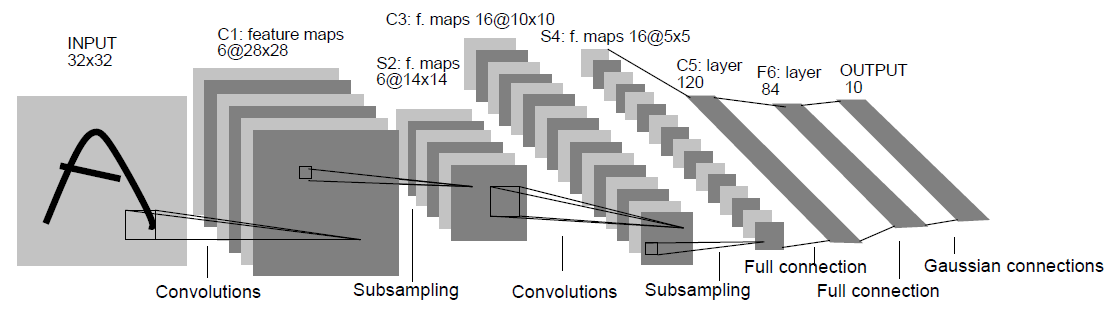 INPUT
32x32
C1: feature maps
6@28x28
S2: f. maps
6@14x14
C3: f. maps 16@10x10
S4: f. maps 16@5x5
C5: layer
120
F6: layer
84
OUTPUT
10
Convolutions
Subsampling
Convolutions
Subsampling
Full connection
Full connection
Gaussian connections